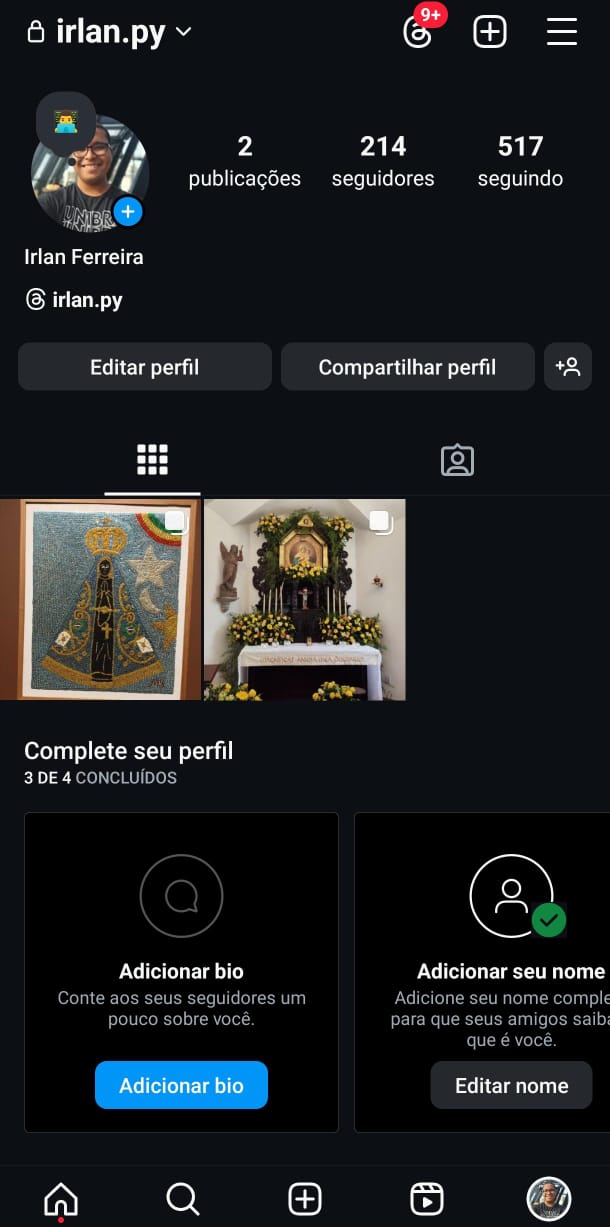 irlan.py
9+
2 214 517
publicações seguidores seguindo
Irlan Ferreira
irlan.py
Editar perfil
Compartilhar perfil
Complete seu perfil
3 DE 4 CONCLUÍDOS
Adicionar bio
Conte aos seus seguidores um
pouco sobre você.
Adicionar bio
Adicionar seu nome
Adicione seu nome comple
para que seus amigos saiba
que é você.
Editar nome